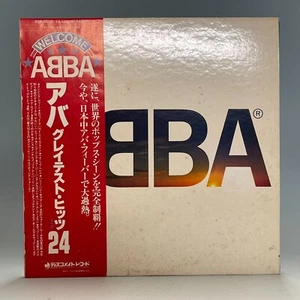 WELCOME
ABBA
アバ
グレイテスト・ヒッツ
24
遂に、世界のポップス・シーンを完全制覇!!
今や、日本中アバ・フィーバーで大過熱。
ディスコメイト・レコード
BBA®